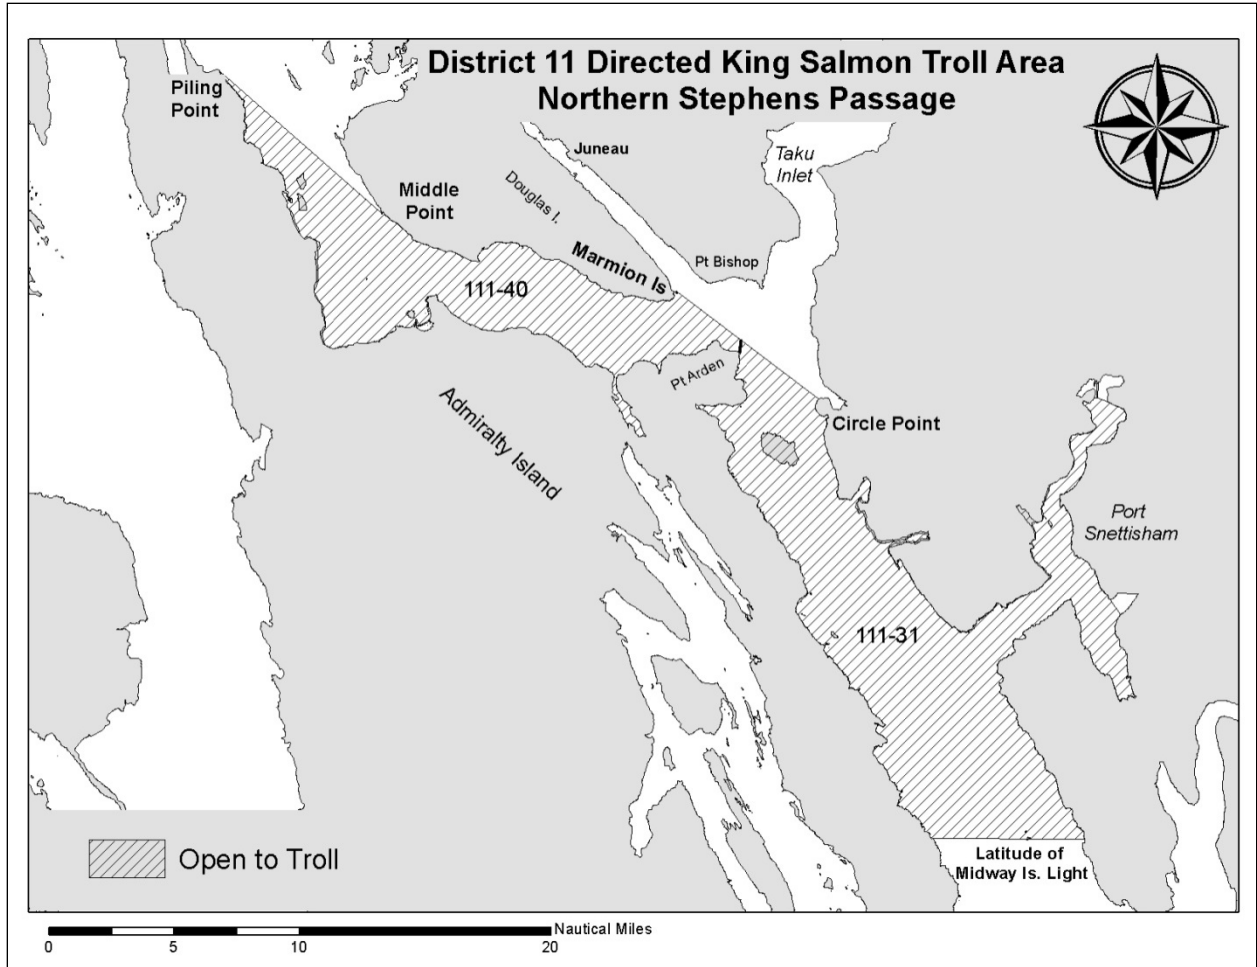 District 11 Directed King Salmon Troll Area
Northern Stephens Passage
Piling
Point
Juneau
Taku
Inlet
Douglas I.
Middle
Point
Marmion Is
Pt Bishop
111-40
Pt Arden
Admiralty Island
Circle Point
Port
Snettisham
111-31
Open to Troll
Latitude of
Midway Is. Light
Nautical Miles
0 5 10 20